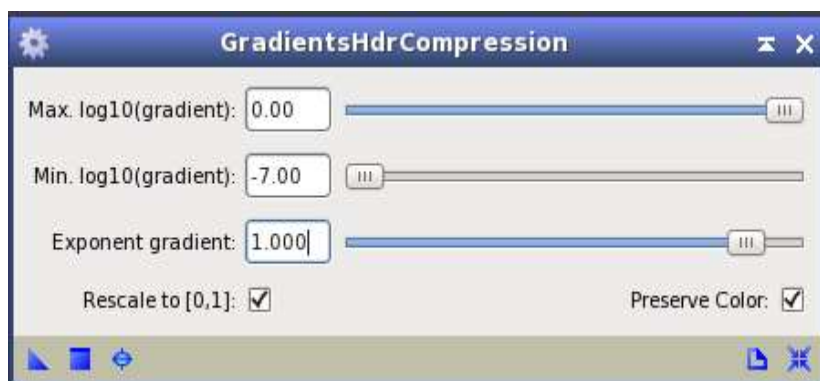 GradientsHdrCompression
Max. log10(gradient): 0.00
Min. log10(gradient): -7.00
Exponent gradient: 1.000
Rescale to [0,1]: Preserve Color: